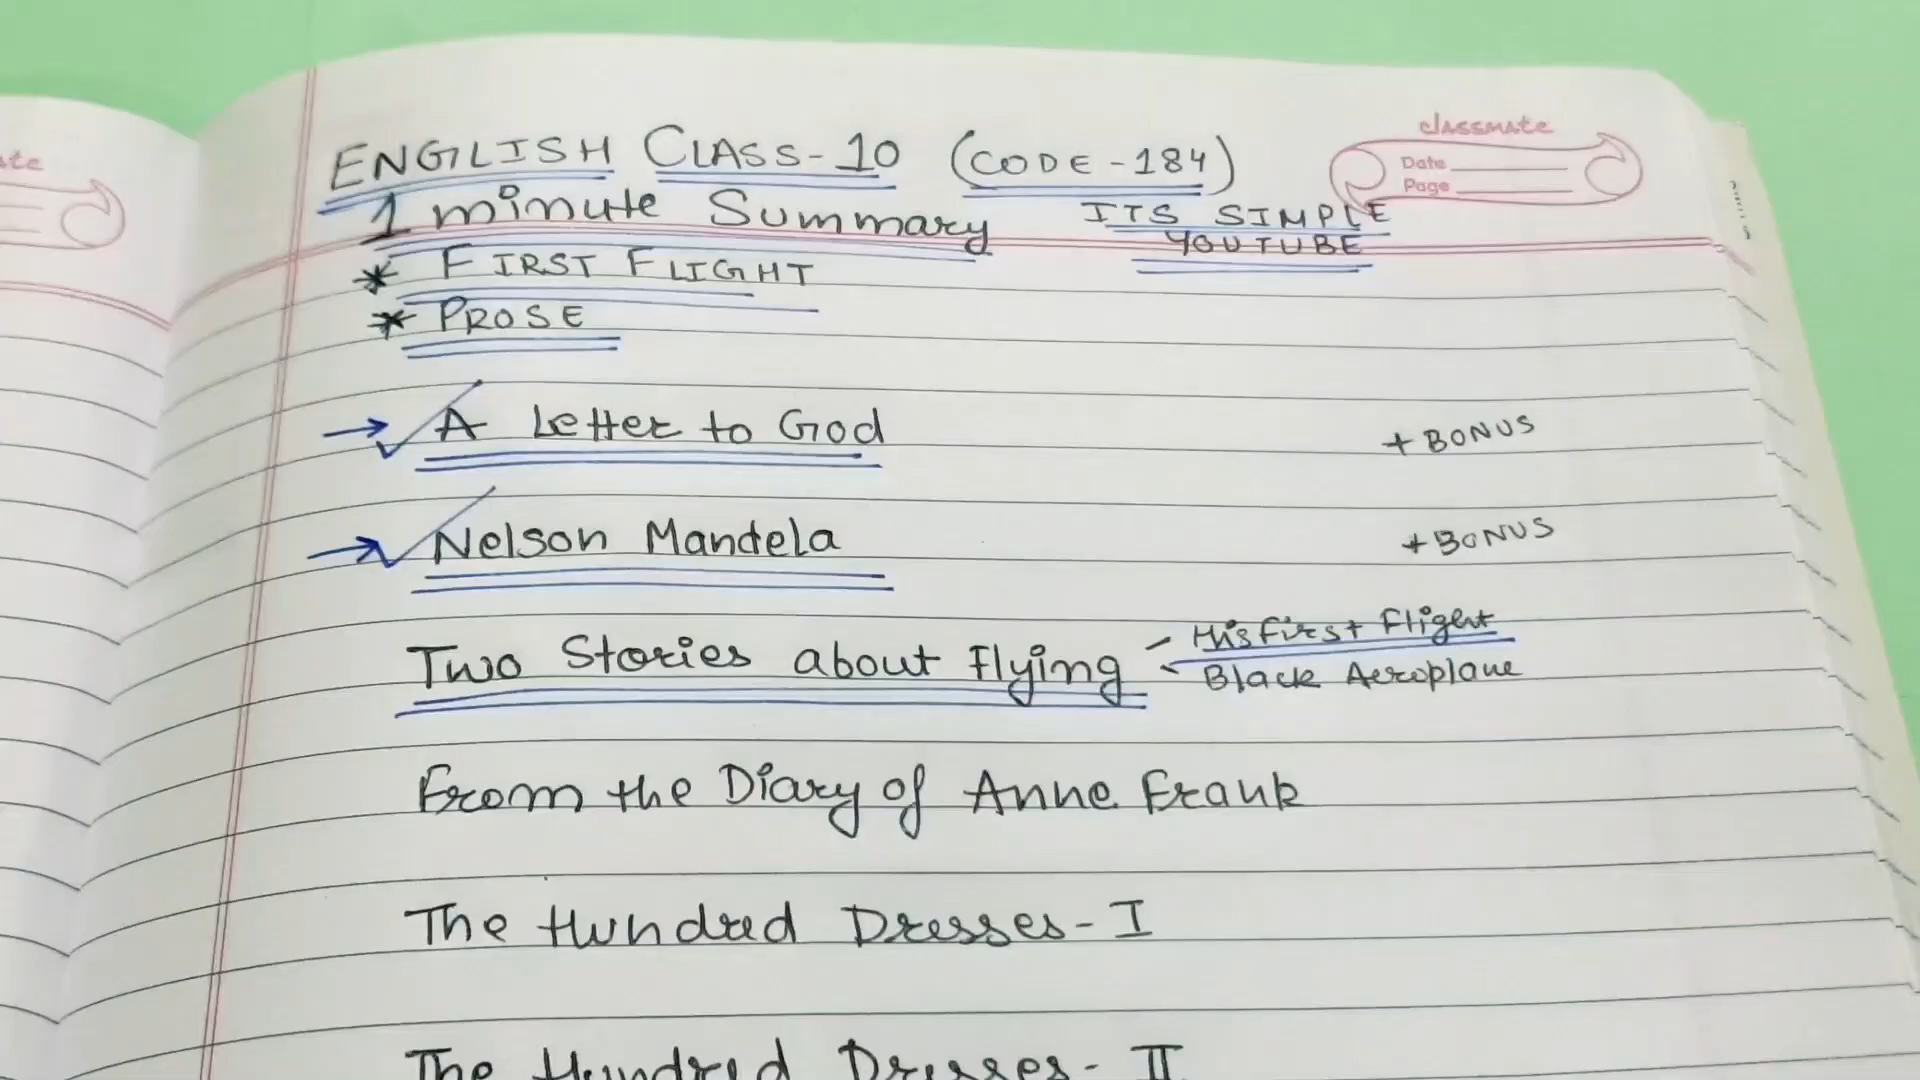 ENGLISH CLASS-10 (CODE-184)
classmate
Date
Page
1 minute Summary
ITS SIMPLE
YOUTUBE
* FIRST FLIGHT
* PROSE
→ ✓ A Letter to God + BONUS
→ ✓ Nelson Mandela + BONUS
Two Stories about Flying
His First Flight
Black Aeroplane
From the Diary of Anne Frank
The Hundred Dresses - I
The Hundred Dresses - II